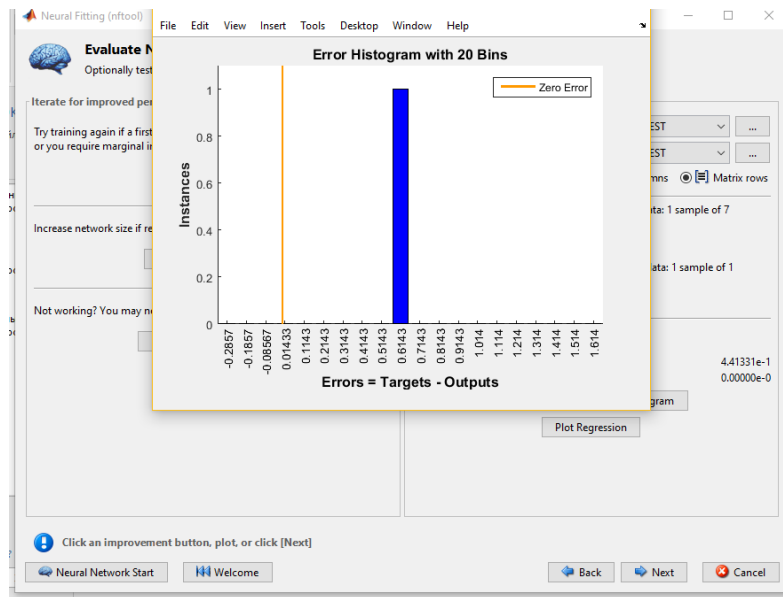 Neural Fitting (nftool)
File Edit View Insert Tools Desktop Window Help
Evaluate N
Optionally test
Error Histogram with 20 Bins
Zero Error
Instances
1
0.8
0.6
0.4
0.2
0
-0.2857
-0.1857
-0.08567
0.01433
0.1143
0.2143
0.3143
0.4143
0.5143
0.6143
0.7143
0.8143
0.9143
1.014
1.114
1.214
1.314
1.414
1.514
1.614
Errors = Targets - Outputs
Iterate for improved per
Try training again if a first
or you require marginal in
Increase network size if re
Not working? You may ne
EST
...
EST
...
mns Matrix rows
ata: 1 sample of 7
ata: 1 sample of 1
4.41331e-1
0.00000e-0
gram
Plot Regression
Click an improvement button, plot, or click [Next]
Neural Network Start
Welcome
Back
Next
Cancel